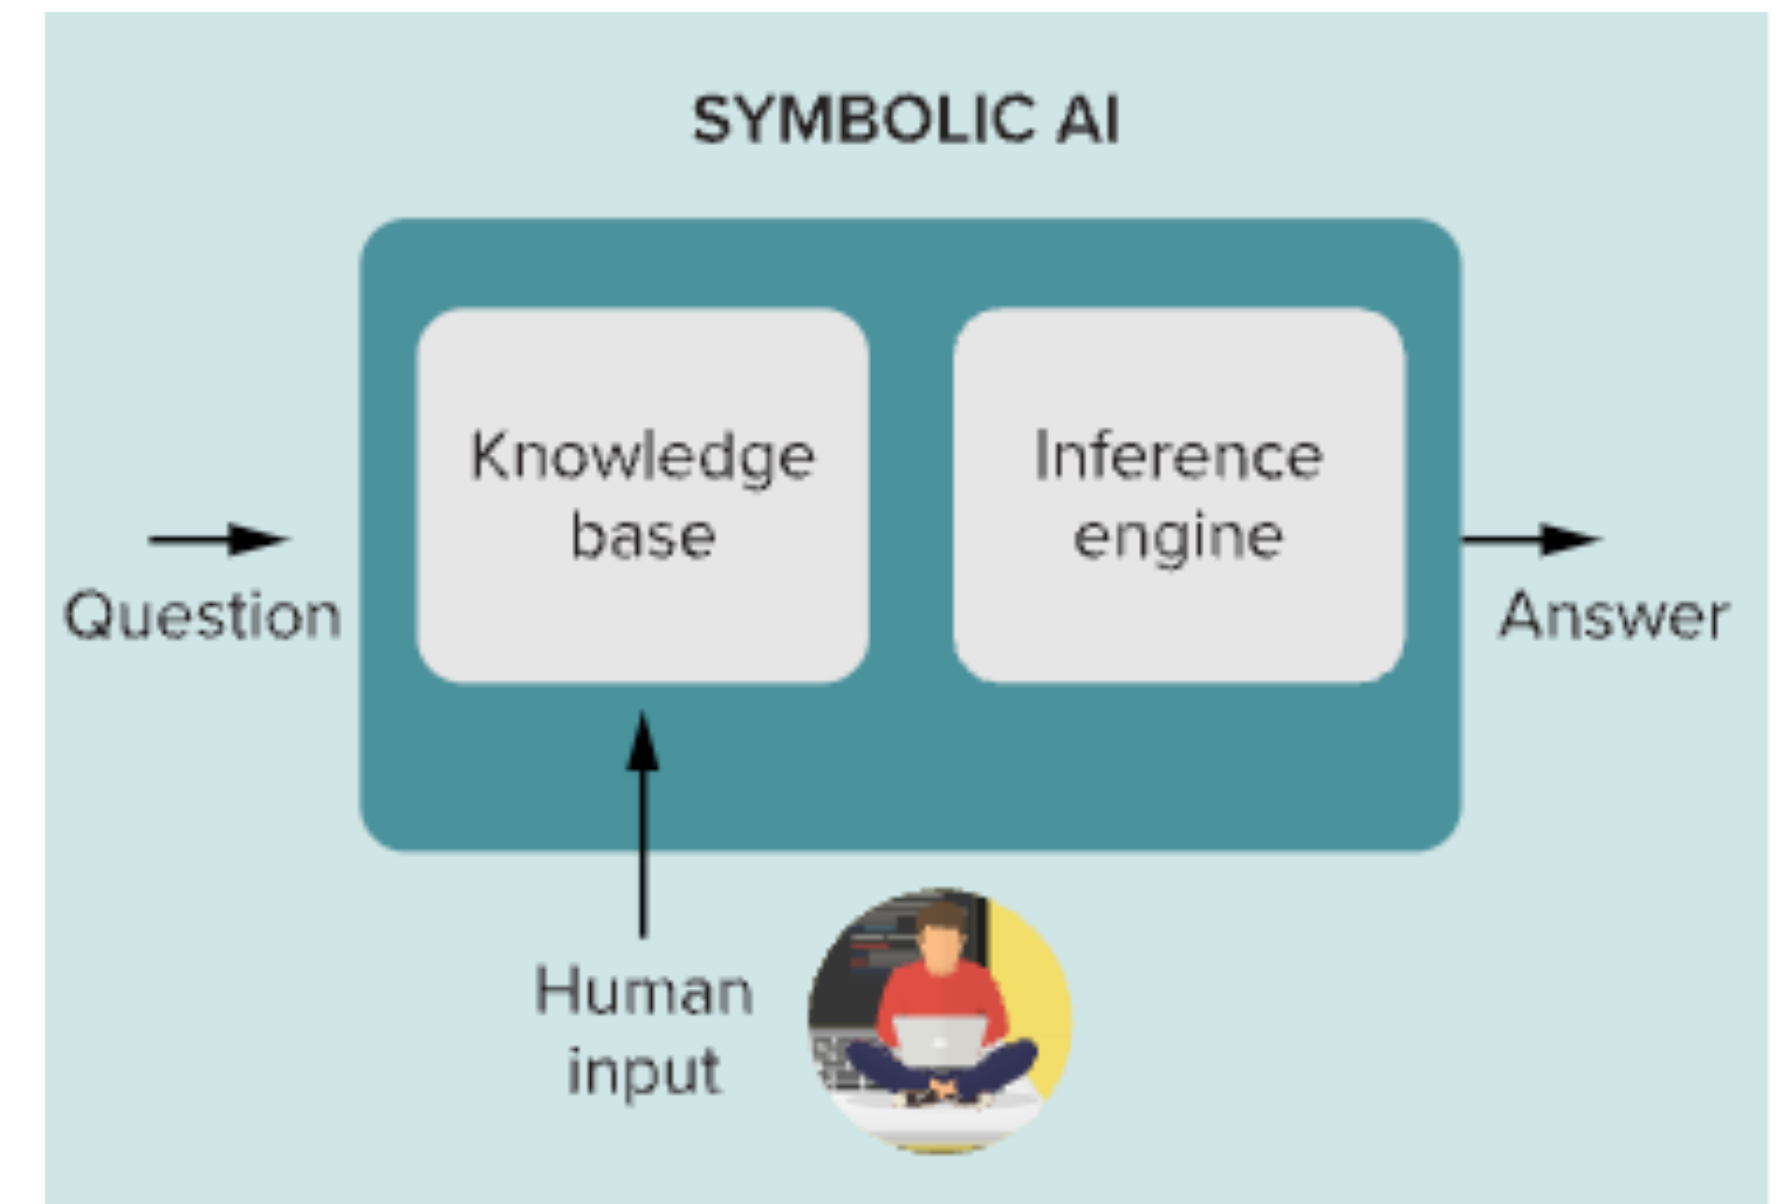 SYMBOLIC AI
Knowledge
base
Inference
engine
Question
Answer
Human
input